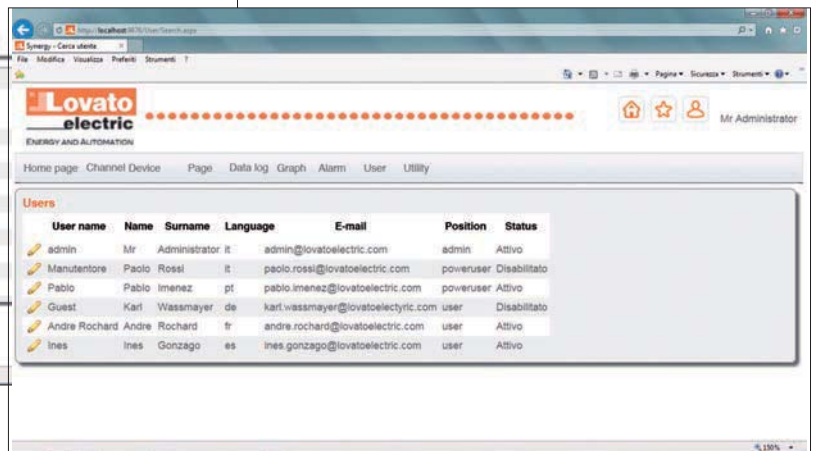 http://localhost
Synergy - Cerca utente
File Modifica Visualizza Preferiti Strumenti ?
Pagina Sicurezza Strumenti
Lovato
electric
ENERGY AND AUTOMATION
Mr Administrator
Home page Channel Device Page Data log Graph Alarm User Utility
Users
User name Name Surname Language E-mail Position Status
admin Mr Administrator it admin@lovatoelectric.com admin Attivo
Manutentore Paolo Rossi it paolo.rossi@lovatoelectric.com poweruser Disabilitato
Pablo Pablo Imenez pt pablo.imenez@lovatoelectric.com poweruser Attivo
Guest Karl Wassmayer de karl.wassmayer@lovatoelectyric.com user Disabilitato
Andre Rochard Andre Rochard fr andre.rochard@lovatoelectric.com user Attivo
Ines Ines Gonzago es ines.gonzago@lovatoelectric.com user Attivo
150%